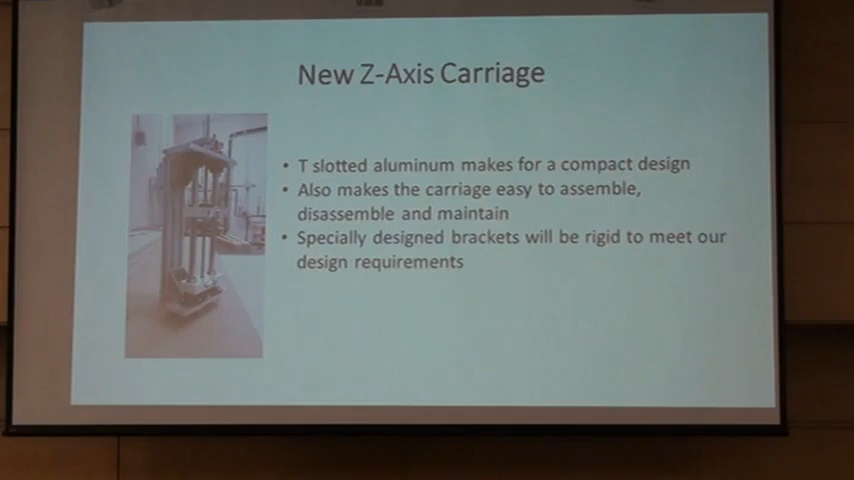 New Z-Axis Carriage
• T slotted aluminum makes for a compact design
• Also makes the carriage easy to assemble,
disassemble and maintain
• Specially designed brackets will be rigid to meet our
design requirements